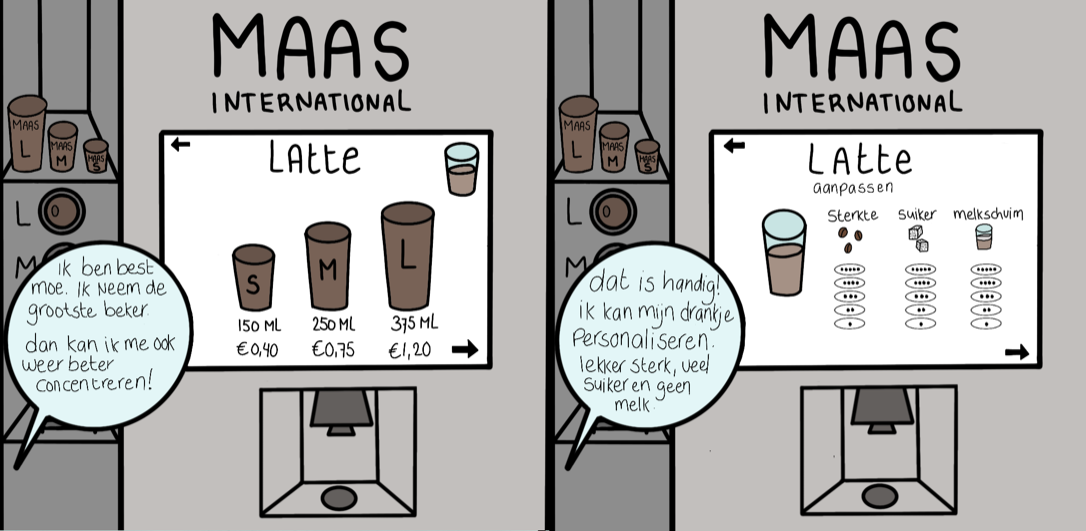 MAAS
INTERNATIONAL
MAAS
L
MAAS
M
MAAS
S
L
M
←
LAtte
S
M
L
150 ML
250 ML
375 ML
€0,40
€0,75
€1,20
→
Ik ben best
moe. Ik Neem de
grootste beker.
dan kan ik me ook
weer beter
concentreren!
MAAS
INTERNATIONAL
MAAS
L
MAAS
M
MAAS
S
L
M
←
LAtte
aanpassen
Sterkte
Suiker
melkschuim
→
dat is handig!
ik kan mijn drankje
Personaliseren.
lekker sterk, veel
Suiker en geen
melk.